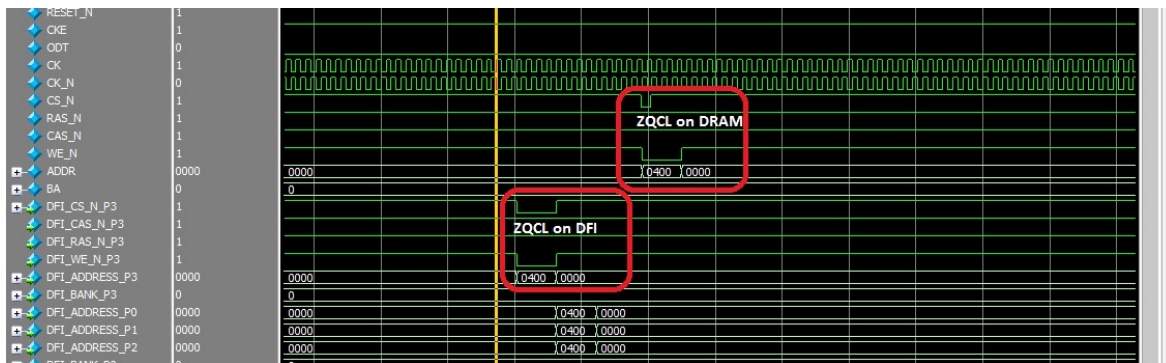 RESET_N 1
CKE 1
ODT 0
CK 1
CK_N 0
CS_N 1
RAS_N 1
ZQCL on DRAM
CAS_N 1
WE_N 1
ADDR 0000 0000 0400 0000
BA 0 0
DFI_CS_N_P3 1
DFI_CAS_N_P3 1
ZQCL on DFI
DFI_RAS_N_P3 1
DFI_WE_N_P3 1
DFI_ADDRESS_P3 0000 0000 0400 0000
DFI_BANK_P3 0 0
DFI_ADDRESS_P0 0000 0000 0400 0000
DFI_ADDRESS_P1 0000 0000 0400 0000
DFI_ADDRESS_P2 0000 0000 0400 0000